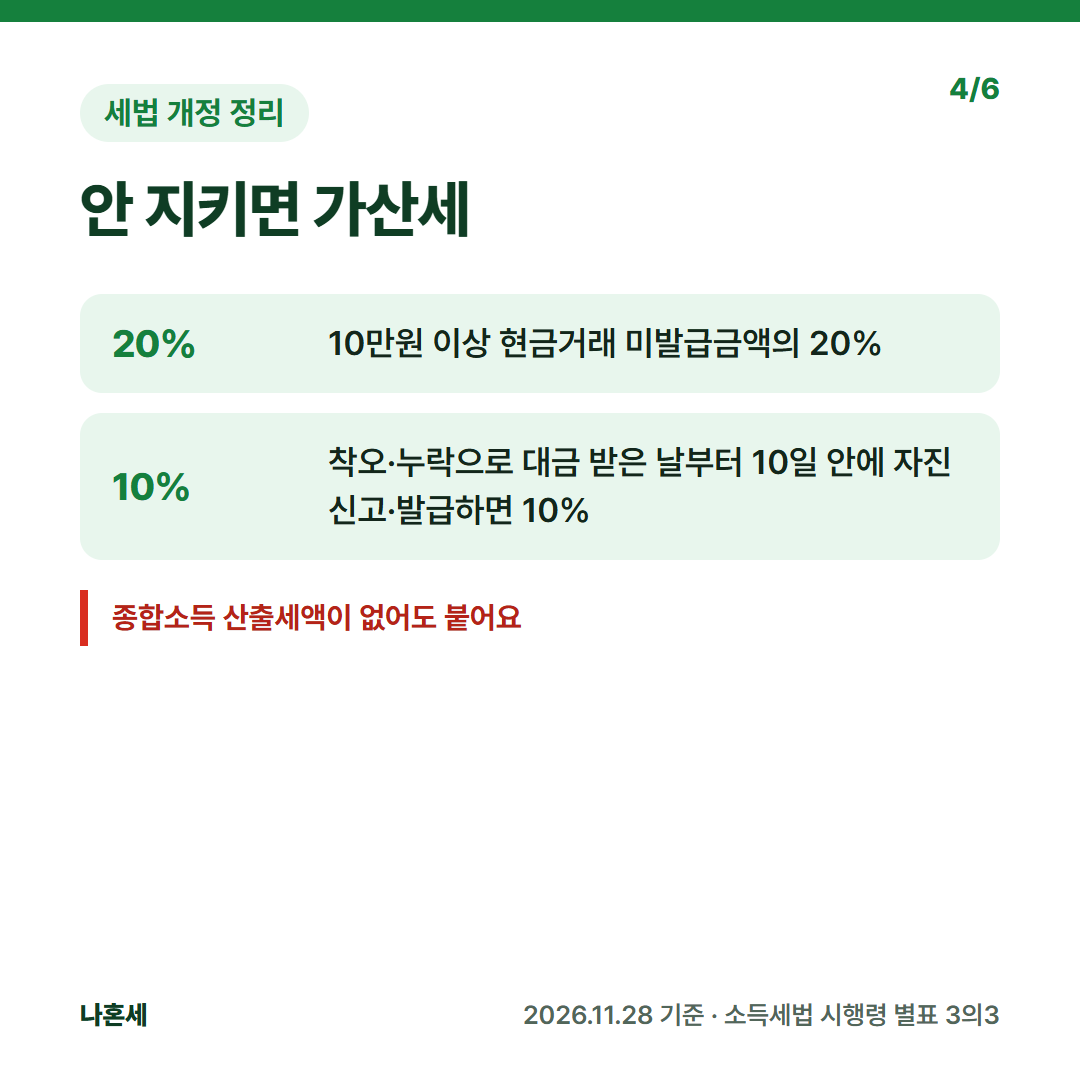 세법 개정 정리
4/6
안 지키면 가산세
20%
10만원 이상 현금거래 미발급금액의 20%
10%
착오·누락으로 대금 받은 날부터 10일 안에 자진
신고·발급하면 10%
종합소득 산출세액이 없어도 붙어요
나혼세
2026.11.28 기준 · 소득세법 시행령 별표 3의3